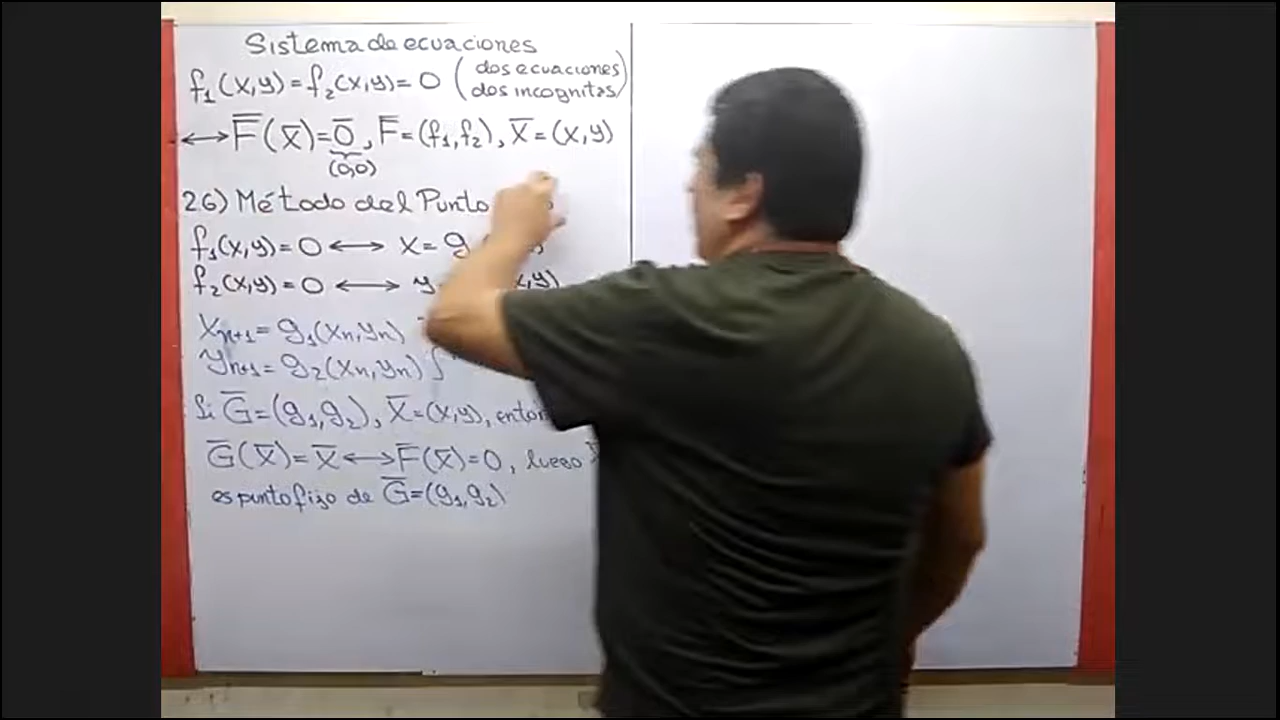 Sistema de ecuaciones
f₁(x,y) = f₂(x,y) = 0 (dos ecuaciones
dos incognitas)
↔ F̅(x̅) = 0̅, F̅ = (f₁,f₂), x̅ = (x,y)
(0,0)
26) Método del Punto
f₁(x,y) = 0 ↔ x = g
f₂(x,y) = 0 ↔ y x,y)
xₙ₊₁ = g₁(xₙ,yₙ)
yₙ₊₁ = g₂(xₙ,yₙ)
Si G̅ = (g₁,g₂), x̅ = (x,y),
G̅(x̅) = x̅ ↔ F̅(x̅) = 0, luego
es punto fijo de G̅ = (g₁,g₂)